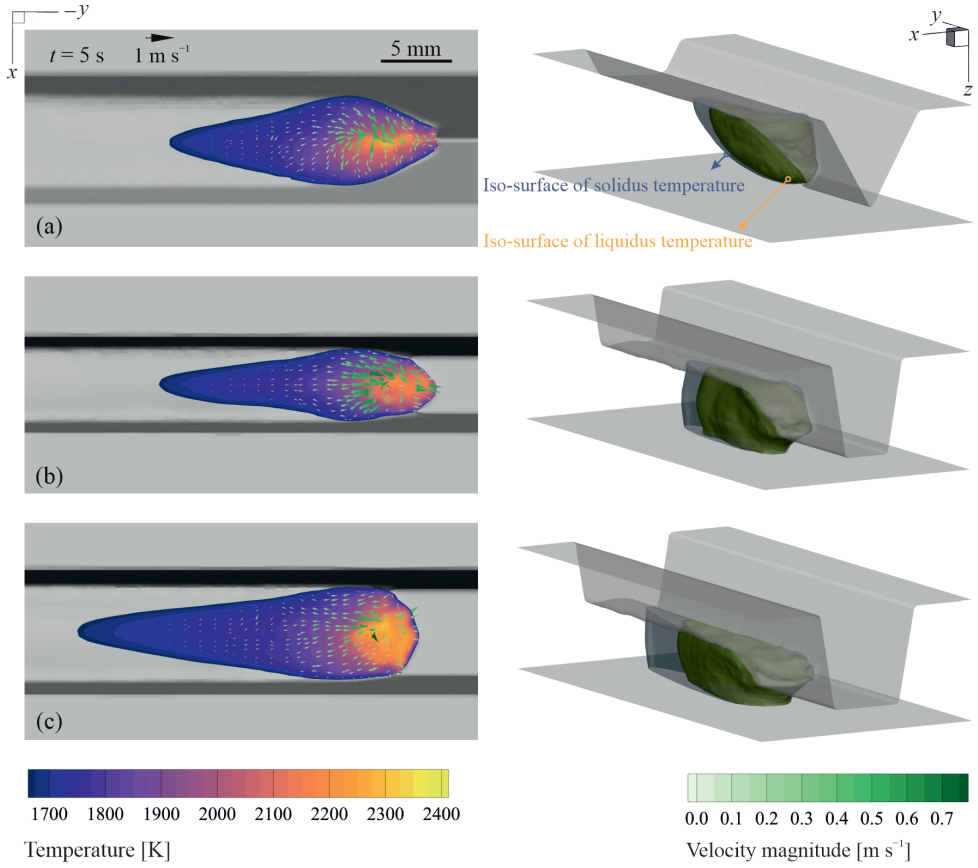 −y
x
t = 5 s
1 m s⁻¹
5 mm
y
x
z
Iso-surface of solidus temperature
Iso-surface of liquidus temperature
(a)
(b)
(c)
1700 1800 1900 2000 2100 2200 2300 2400
Temperature [K]
0.0 0.1 0.2 0.3 0.4 0.5 0.6 0.7
Velocity magnitude [m s⁻¹]